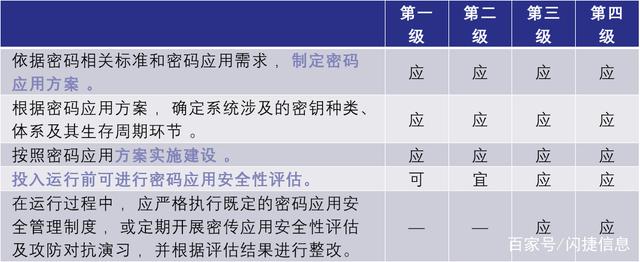 第一级 第二级 第三级 第四级
依据密码相关标准和密码应用需求，制定密码
应用方案。 应 应 应 应
根据密码应用方案，确定系统涉及的密钥种类、
体系及其生存周期环节。 应 应 应 应
按照密码应用方案实施建设。 应 应 应 应
投入运行前可进行密码应用安全性评估。 可 宜 应 应
在运行过程中，应严格执行既定的密码应用安
全管理制度，或定期开展密传应用安全性评估
及攻防对抗演习，并根据评估结果进行整改。 — — 应 应
百家号/闪捷信息